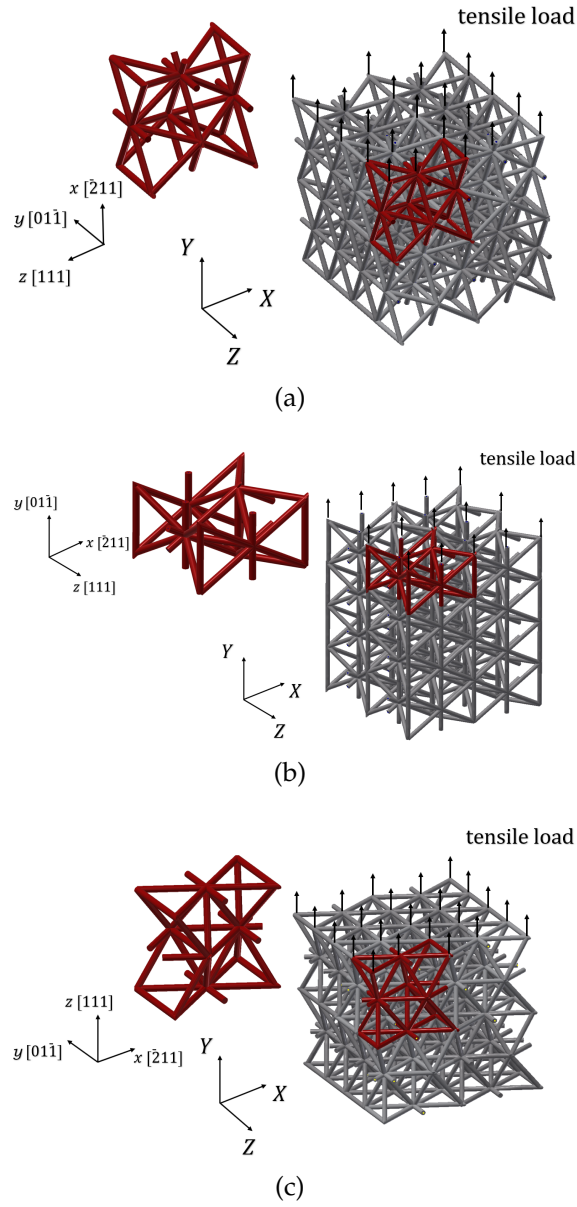 tensile load
x [2̄11]
y [011̄]
z [111]
Y
X
Z
(a)
tensile load
y [011̄]
x [2̄11]
z [111]
Y
X
Z
(b)
tensile load
z [111]
y [011̄]
x [2̄11]
Y
X
Z
(c)